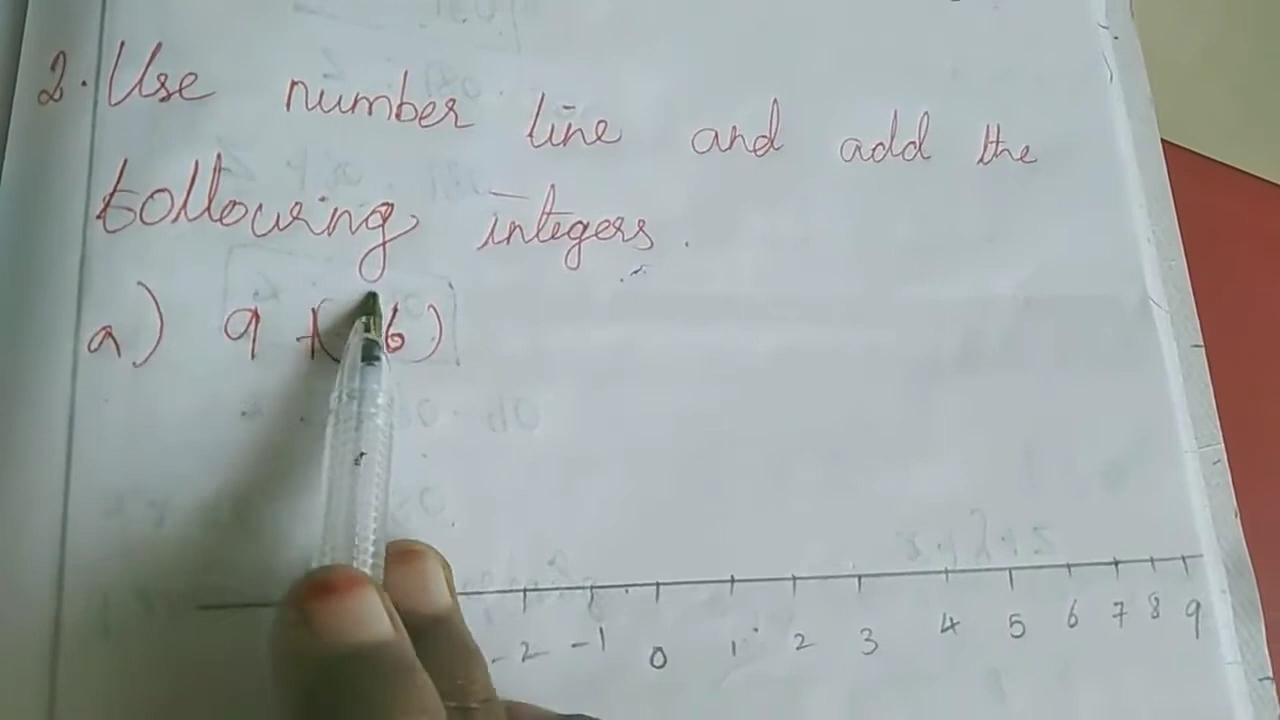 2. Use number line and add the
following integers.
a) 9 +( 6)
-2 -1 0 1 2 3 4 5 6 7 8 9